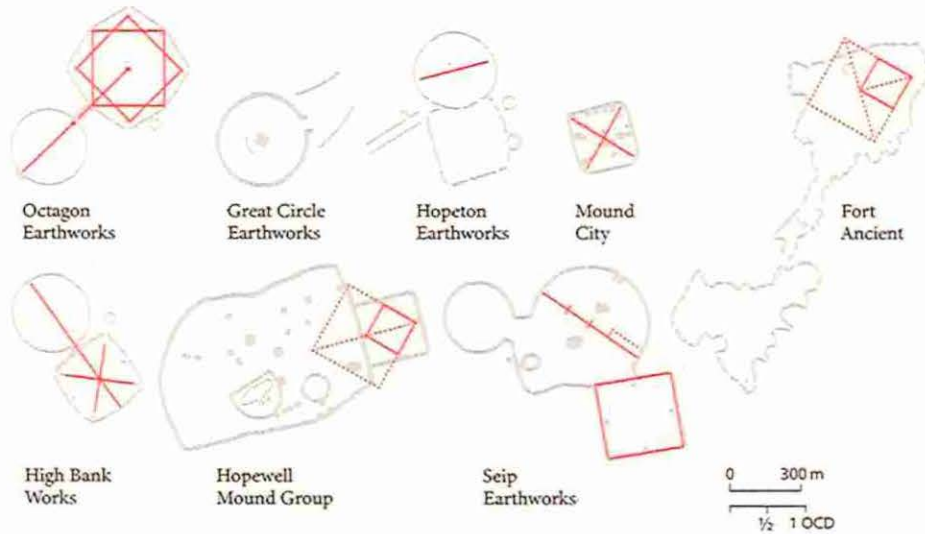 Octagon
Earthworks
Great Circle
Earthworks
Hopeton
Earthworks
Mound
City
Fort
Ancient
High Bank
Works
Hopewell
Mound Group
Seip
Earthworks
0 300 m
½ 1 OCD